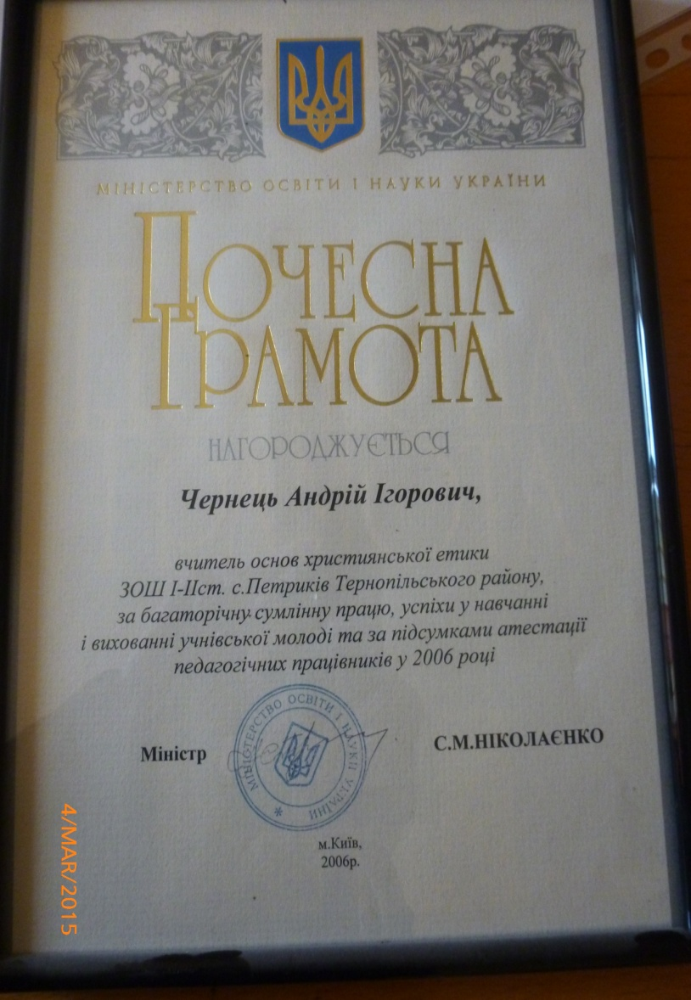 МІНІСТЕРСТВО ОСВІТИ І НАУКИ УКРАЇНИ
ПОЧЕСНА
ГРАМОТА
НАГОРОДЖУЄТЬСЯ
Чернець Андрій Ігорович,
вчитель основ християнської етики
ЗОШ І-ІІст. с.Петриків Тернопільського району,
за багаторічну сумлінну працю, успіхи у навчанні
і вихованні учнівської молоді та за підсумками атестації
педагогічних працівників у 2006 році
МІНІСТЕРСТВО ОСВІТИ І НАУКИ УКРАЇНИ *
Міністр
С.М.НІКОЛАЄНКО
м.Київ,
2006р.
4/MAR/2015